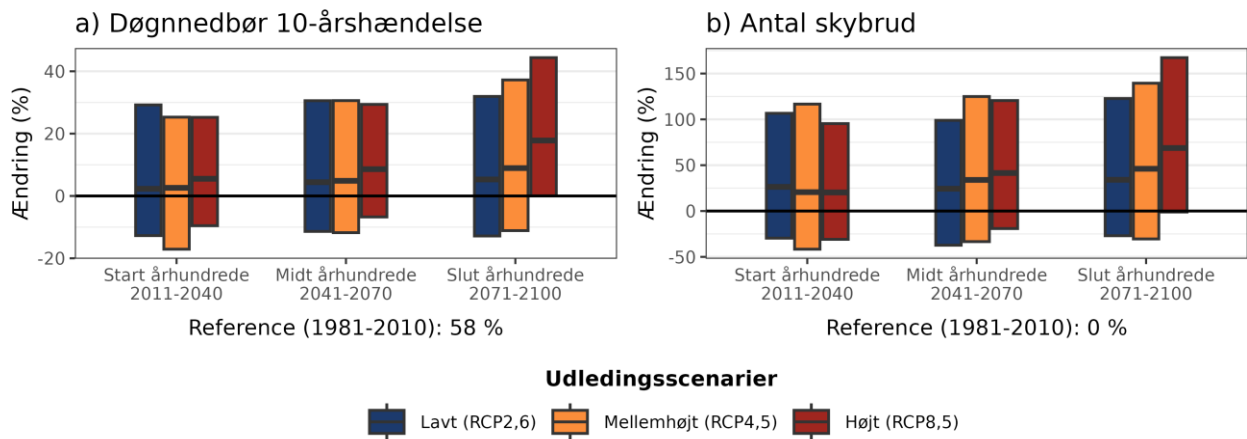 a) Døgnnedbør 10-årshændelse
Ændring (%)
40
20
0
-20
Start århundrede
2011-2040
Midt århundrede
2041-2070
Slut århundrede
2071-2100
Reference (1981-2010): 58 %
b) Antal skybrud
Ændring (%)
150
100
50
0
-50
Start århundrede
2011-2040
Midt århundrede
2041-2070
Slut århundrede
2071-2100
Reference (1981-2010): 0 %
Udledingsscenarier
Lavt (RCP2,6)
Mellemhøjt (RCP4,5)
Højt (RCP8,5)